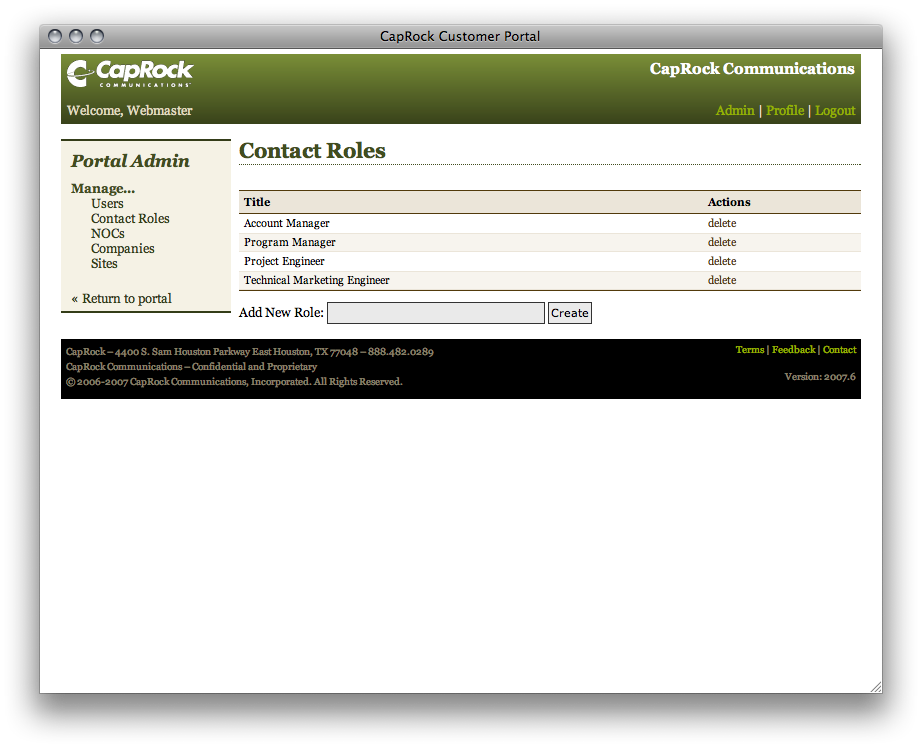 CapRock Customer Portal
CapRock
COMMUNICATIONS
CapRock Communications
Welcome, Webmaster
Admin | Profile | Logout
Portal Admin
Manage...
Users
Contact Roles
NOCs
Companies
Sites
« Return to portal
Contact Roles
Title Actions
Account Manager delete
Program Manager delete
Project Engineer delete
Technical Marketing Engineer delete
Add New Role: Create
CapRock – 4400 S. Sam Houston Parkway East Houston, TX 77048 – 888.482.0289
CapRock Communications – Confidential and Proprietary
© 2006-2007 CapRock Communications, Incorporated. All Rights Reserved.
Terms | Feedback | Contact
Version: 2007.6